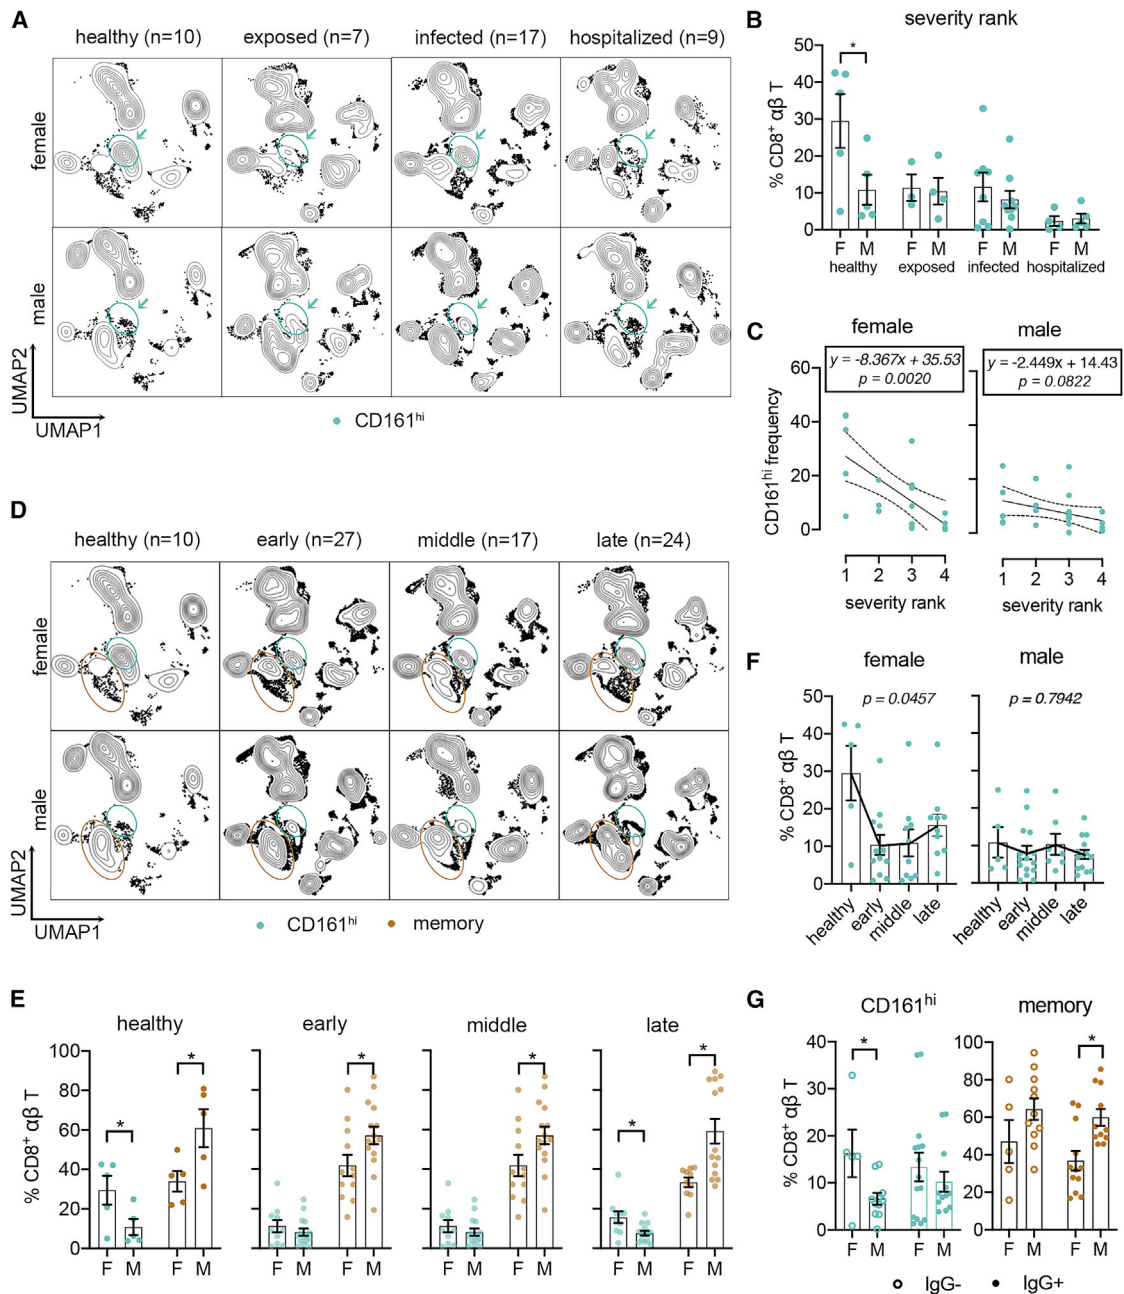 A
healthy (n=10) exposed (n=7) infected (n=17) hospitalized (n=9)
female
male
UMAP2
UMAP1
CD161hi
B
severity rank
% CD8+ αβ T
50
40
30
20
10
0
*
F M F M F M F M
healthy exposed infected hospitalized
C
female male
y = -8.367x + 35.53
p = 0.0020
y = -2.449x + 14.43
p = 0.0822
CD161hi frequency
60
40
20
0
1 2 3 4 1 2 3 4
severity rank severity rank
D
healthy (n=10) early (n=27) middle (n=17) late (n=24)
female
male
UMAP2
UMAP1
CD161hi memory
F
female male
p = 0.0457 p = 0.7942
% CD8+ αβ T
50
40
30
20
10
0
healthy early middle late healthy early middle late
E
healthy early middle late
% CD8+ αβ T
100
80
60
40
20
0
* * * * * *
F M F M F M F M F M F M F M F M
G
CD161hi memory
% CD8+ αβ T
40
30
20
10
0
100
80
60
40
20
0
* *
F M F M F M F M
IgG- IgG+